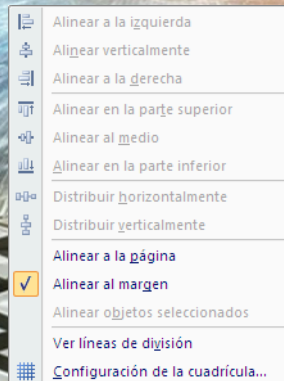 Alinear a la izquierda
Alinear verticalmente
Alinear a la derecha
Alinear en la parte superior
Alinear al medio
Alinear en la parte inferior
Distribuir horizontalmente
Distribuir verticalmente
Alinear a la página
Alinear al margen
Alinear objetos seleccionados
Ver líneas de división
Configuración de la cuadrícula...